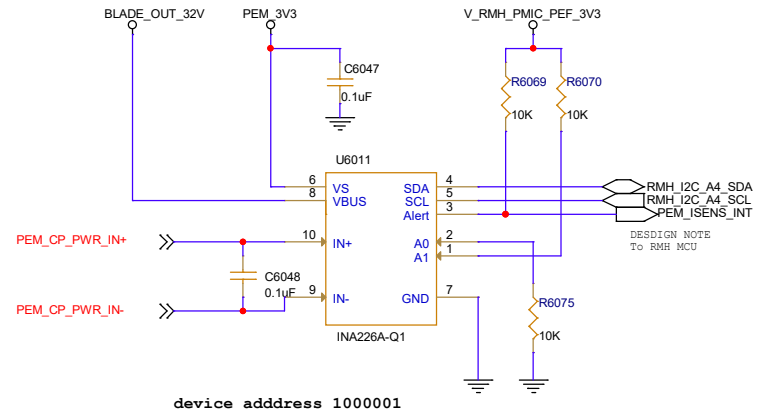 BLADE_OUT_32V
PEM_3V3
V_RMH_PMIC_PEF_3V3
C6047
0.1uF
R6069
R6070
10K
10K
U6011
6
VS
8
VBUS
10
IN+
9
IN-
SDA
4
SCL
5
Alert
3
A0
2
A1
1
GND
7
INA226A-Q1
RMH_I2C_A4_SDA
RMH_I2C_A4_SCL
PEM_ISENS_INT
DESDIGN NOTE
To RMH MCU
PEM_CP_PWR_IN+
C6048
0.1uF
PEM_CP_PWR_IN-
R6075
10K
device adddress 1000001